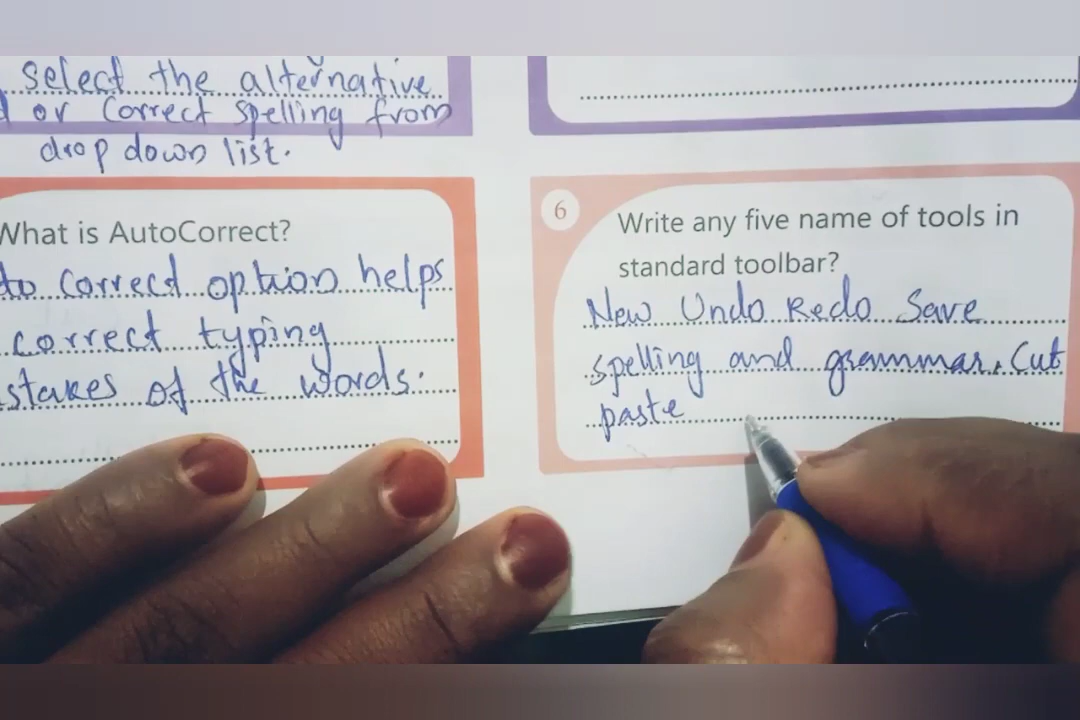 select the alternative
or correct spelling from
drop down list.
What is AutoCorrect?
to correct option helps
correct typing
stakes of the words.
6
Write any five name of tools in
standard toolbar?
New Undo Redo Save
spelling and grammar, Cut
paste